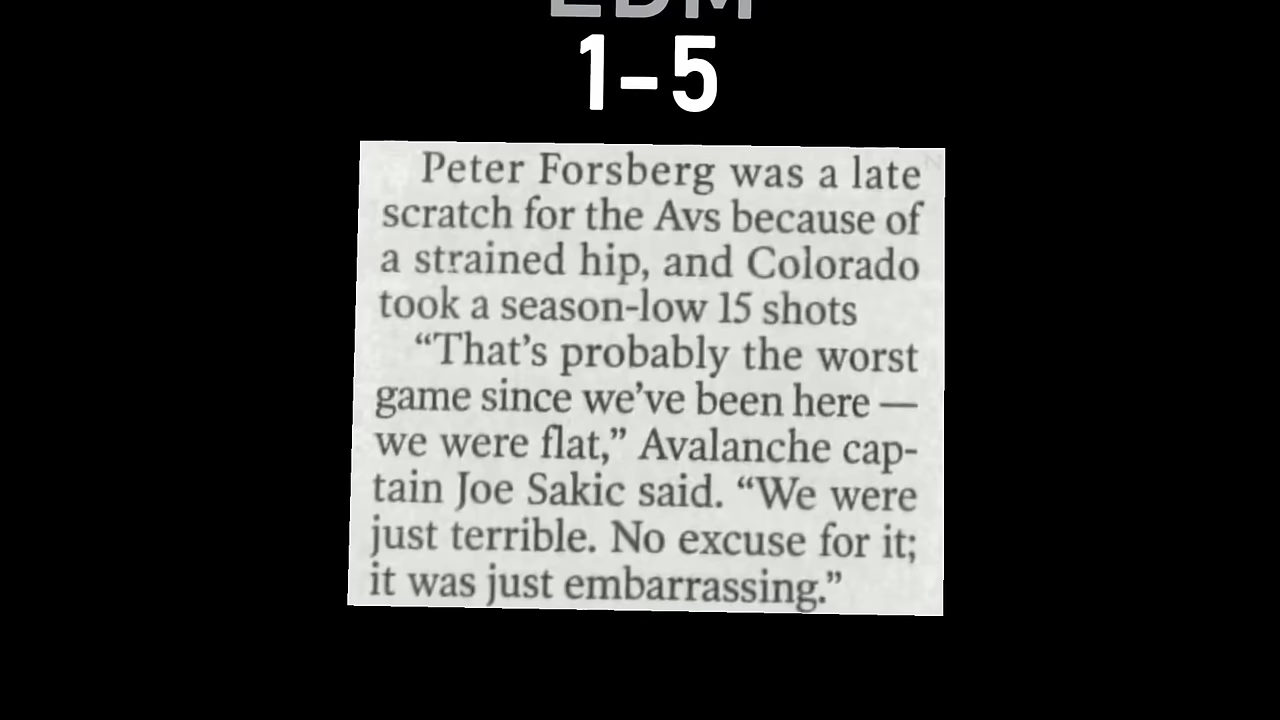 EDM
1-5
Peter Forsberg was a late
scratch for the Avs because of
a strained hip, and Colorado
took a season-low 15 shots
“That’s probably the worst
game since we’ve been here —
we were flat,” Avalanche cap-
tain Joe Sakic said. “We were
just terrible. No excuse for it;
it was just embarrassing.”